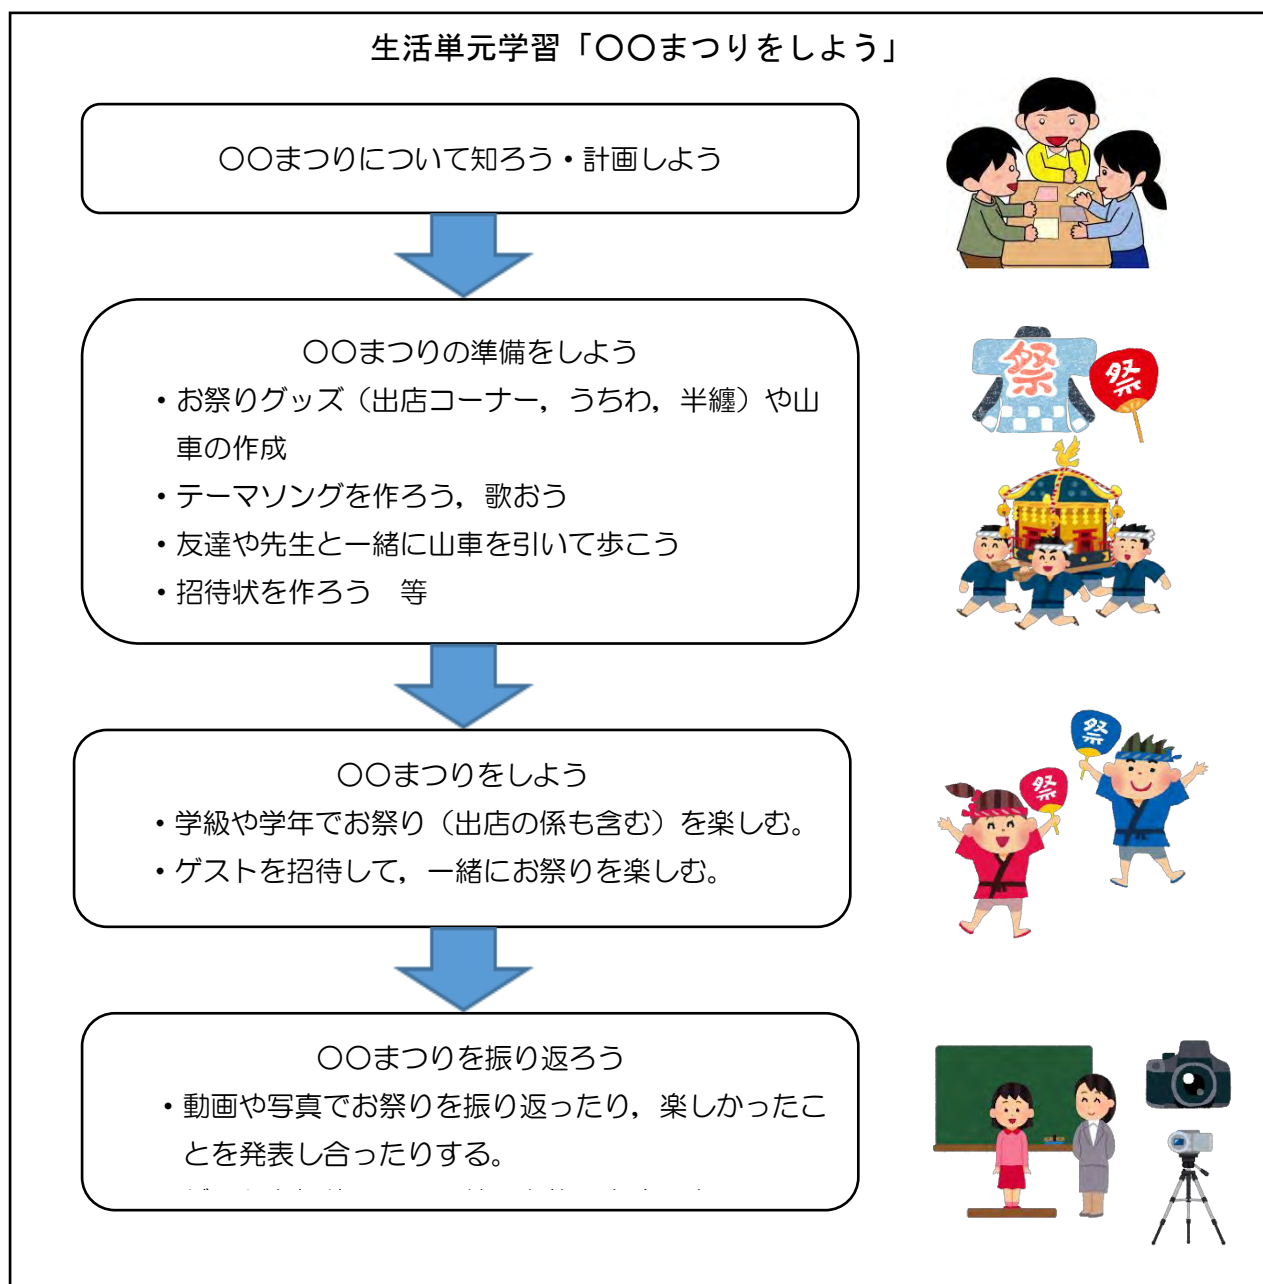 生活単元学習「〇〇まつりをしよう」
〇〇まつりについて知ろう・計画しよう
〇〇まつりの準備をしよう
・お祭りグッズ（出店コーナー，うちわ，半纏）や山
車の作成
・テーマソングを作ろう，歌おう
・友達や先生と一緒に山車を引いて歩こう
・招待状を作ろう　等
祭
祭
〇〇まつりをしよう
・学級や学年でお祭り（出店の係も含む）を楽しむ。
・ゲストを招待して，一緒にお祭りを楽しむ。
祭
祭
〇〇まつりを振り返ろう
・動画や写真でお祭りを振り返ったり，楽しかったこ
とを発表し合ったりする。